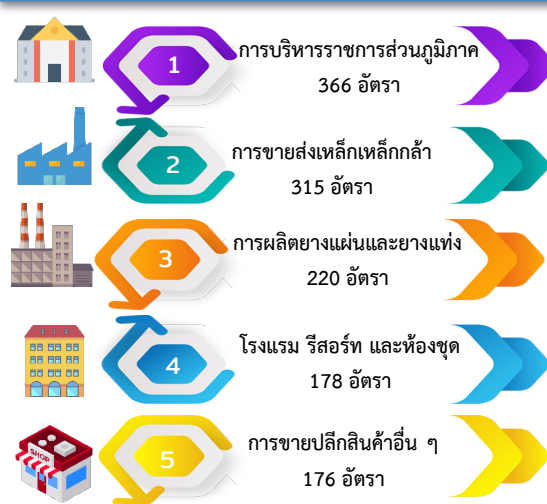 1
การบริหารราชการส่วนภูมิภาค
366 อัตรา
2
การขายส่งเหล็กเหล็กกล้า
315 อัตรา
3
การผลิตยางแผ่นและยางแท่ง
220 อัตรา
4
โรงแรม รีสอร์ท และห้องชุด
178 อัตรา
SHOP
5
การขายปลีกสินค้าอื่น ๆ
176 อัตรา